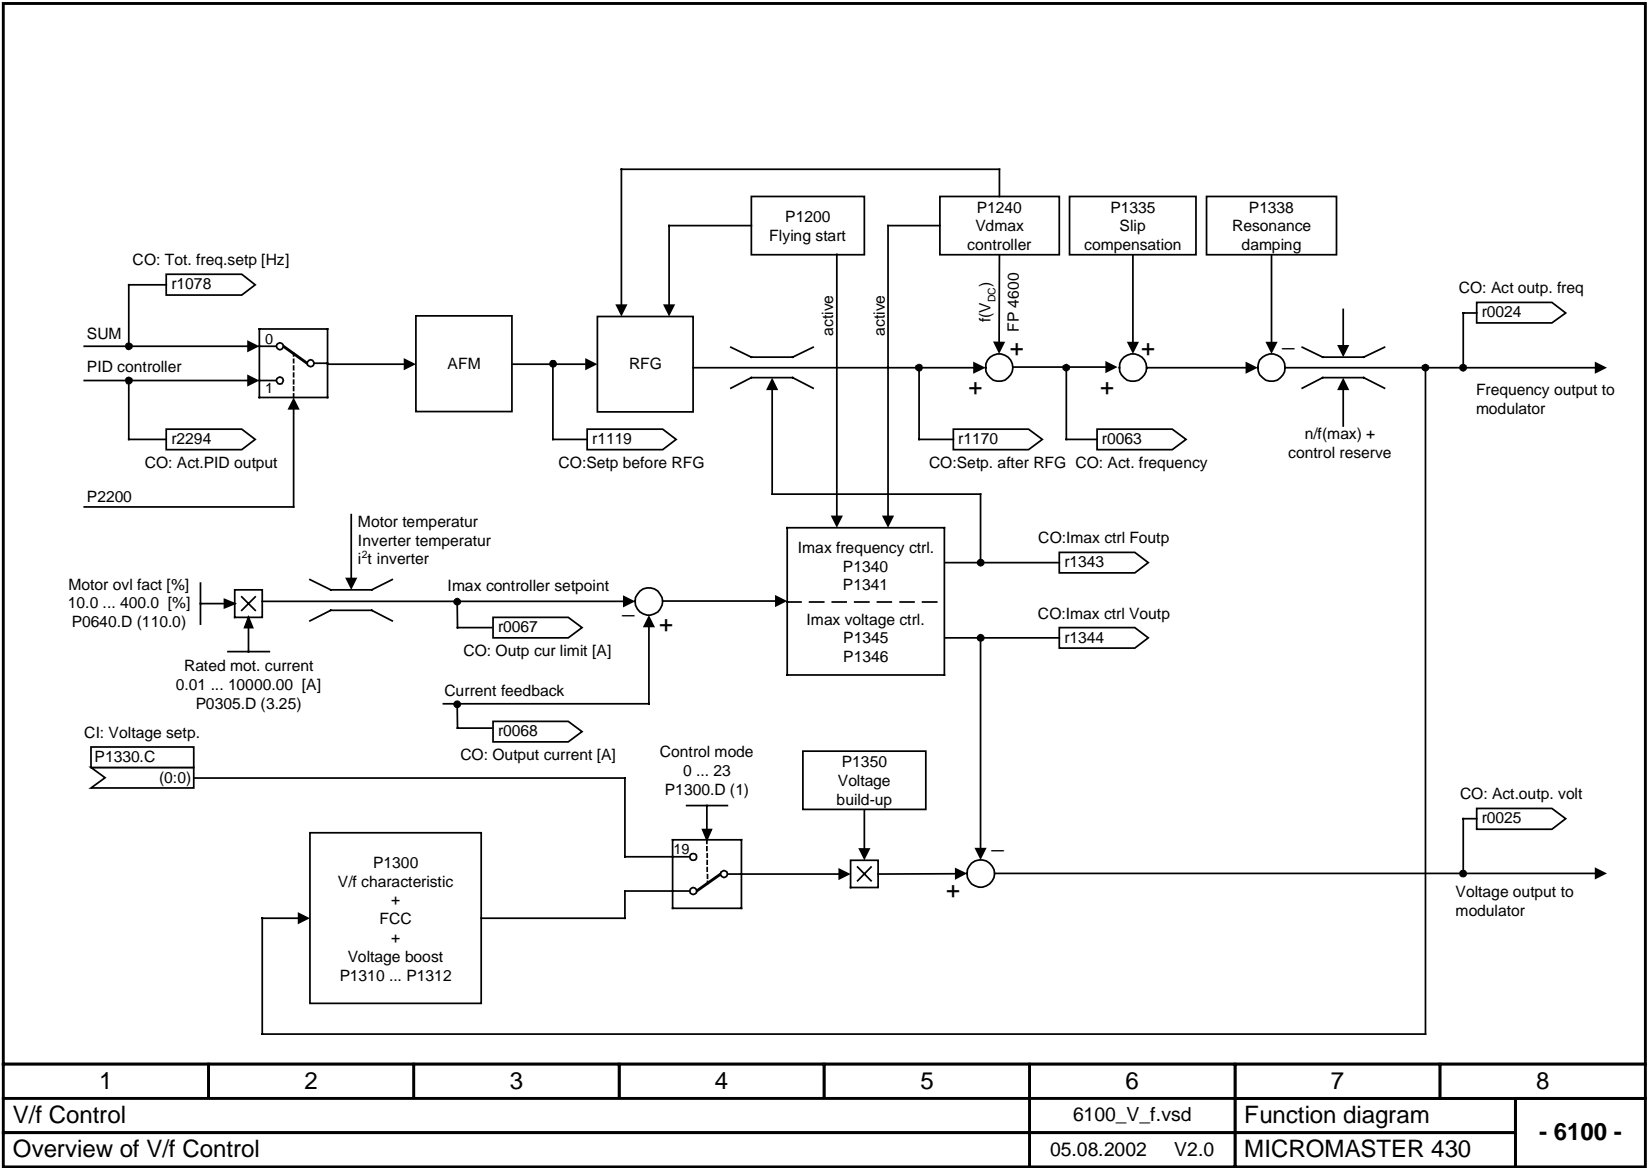 P1200
Flying start
P1240
Vdmax
controller
P1335
Slip
compensation
P1338
Resonance
damping
CO: Tot. freq.setp [Hz]
r1078
SUM
PID controller
0
1
r2294
CO: Act.PID output
P2200
AFM
r1119
CO:Setp before RFG
RFG
active
active
f(VDC)
FP 4600
+
+
r1170
CO:Setp. after RFG
+
+
r0063
CO: Act. frequency
–
n/f(max) +
control reserve
CO: Act outp. freq
r0024
Frequency output to
modulator
Motor temperatur
Inverter temperatur
i²t inverter
Motor ovl fact [%]
10.0 ... 400.0 [%]
P0640.D (110.0)
Rated mot. current
0.01 ... 10000.00 [A]
P0305.D (3.25)
Imax controller setpoint
r0067
CO: Outp cur limit [A]
–
+
Current feedback
r0068
CO: Output current [A]
Imax frequency ctrl.
P1340
P1341
Imax voltage ctrl.
P1345
P1346
CO:Imax ctrl Foutp
r1343
CO:Imax ctrl Voutp
r1344
CI: Voltage setp.
P1330.C
(0:0)
Control mode
0 ... 23
P1300.D (1)
19
P1350
Voltage
build-up
–
+
CO: Act.outp. volt
r0025
Voltage output to
modulator
P1300
V/f characteristic
+
FCC
+
Voltage boost
P1310 ... P1312
1 2 3 4 5 6 7 8
V/f Control
6100_V_f.vsd
Function diagram
- 6100 -
Overview of V/f Control
05.08.2002 V2.0
MICROMASTER 430